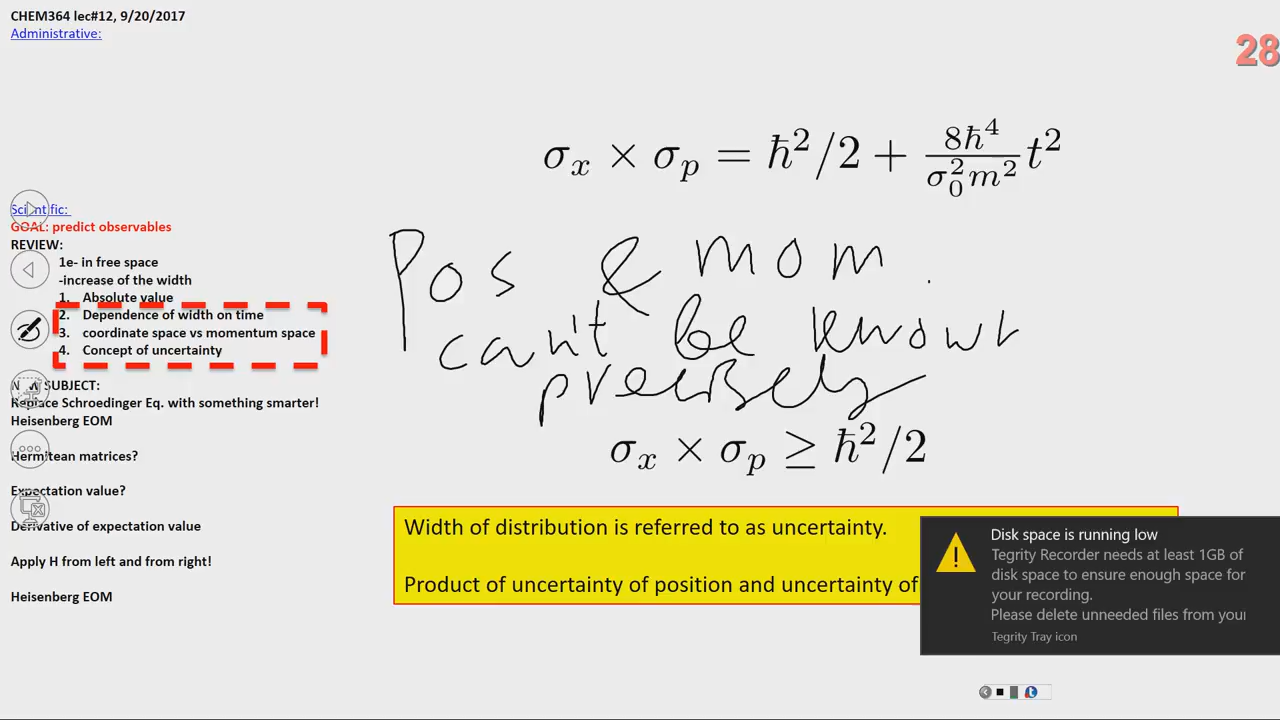 CHEM364 lec#12, 9/20/2017
Administrative:
28
σ_x × σ_p = ħ²/2 + 8ħ⁴/σ₀²m² t²
Scientific:
GOAL: predict observables
REVIEW:
1e- in free space
-increase of the width
1. Absolute value
2. Dependence of width on time
3. coordinate space vs momentum space
4. Concept of uncertainty
Pos & mom.
can't be known
precisely
SUBJECT:
Schroedinger Eq. with something smarter!
Heisenberg EOM
Hermitean matrices?
Expectation value?
Derivative of expectation value
Apply H from left and from right!
Heisenberg EOM
σ_x × σ_p ≥ ħ²/2
Width of distribution is referred to as uncertainty.
Product of uncertainty of position and uncertainty of
Disk space is running low
Tegrity Recorder needs at least 1GB of
disk space to ensure enough space for
your recording.
Please delete unneeded files from your
Tegrity Tray icon